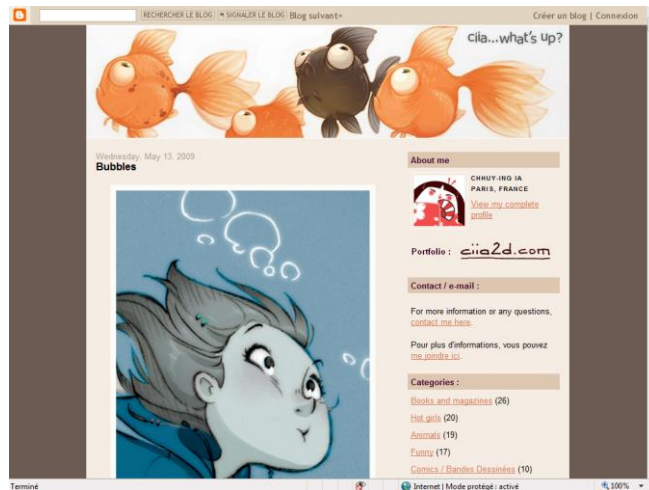 RECHERCHER LE BLOG SIGNALER LE BLOG Blog suivant»
Créer un blog | Connexion
ciia...what's up?
Wednesday, May 13, 2009
Bubbles
About me
CHHUY-ING IA
PARIS, FRANCE
View my complete
profile
Portfolio : ciia2d.com
Contact / e-mail :
For more information or any questions,
contact me here.
Pour plus d'informations, vous pouvez
me joindre ici.
Categories :
Books and magazines (26)
Hot girls (20)
Animals (19)
Funny (17)
Comics / Bandes Dessinées (10)
Terminé
Internet | Mode protégé : activé
100%